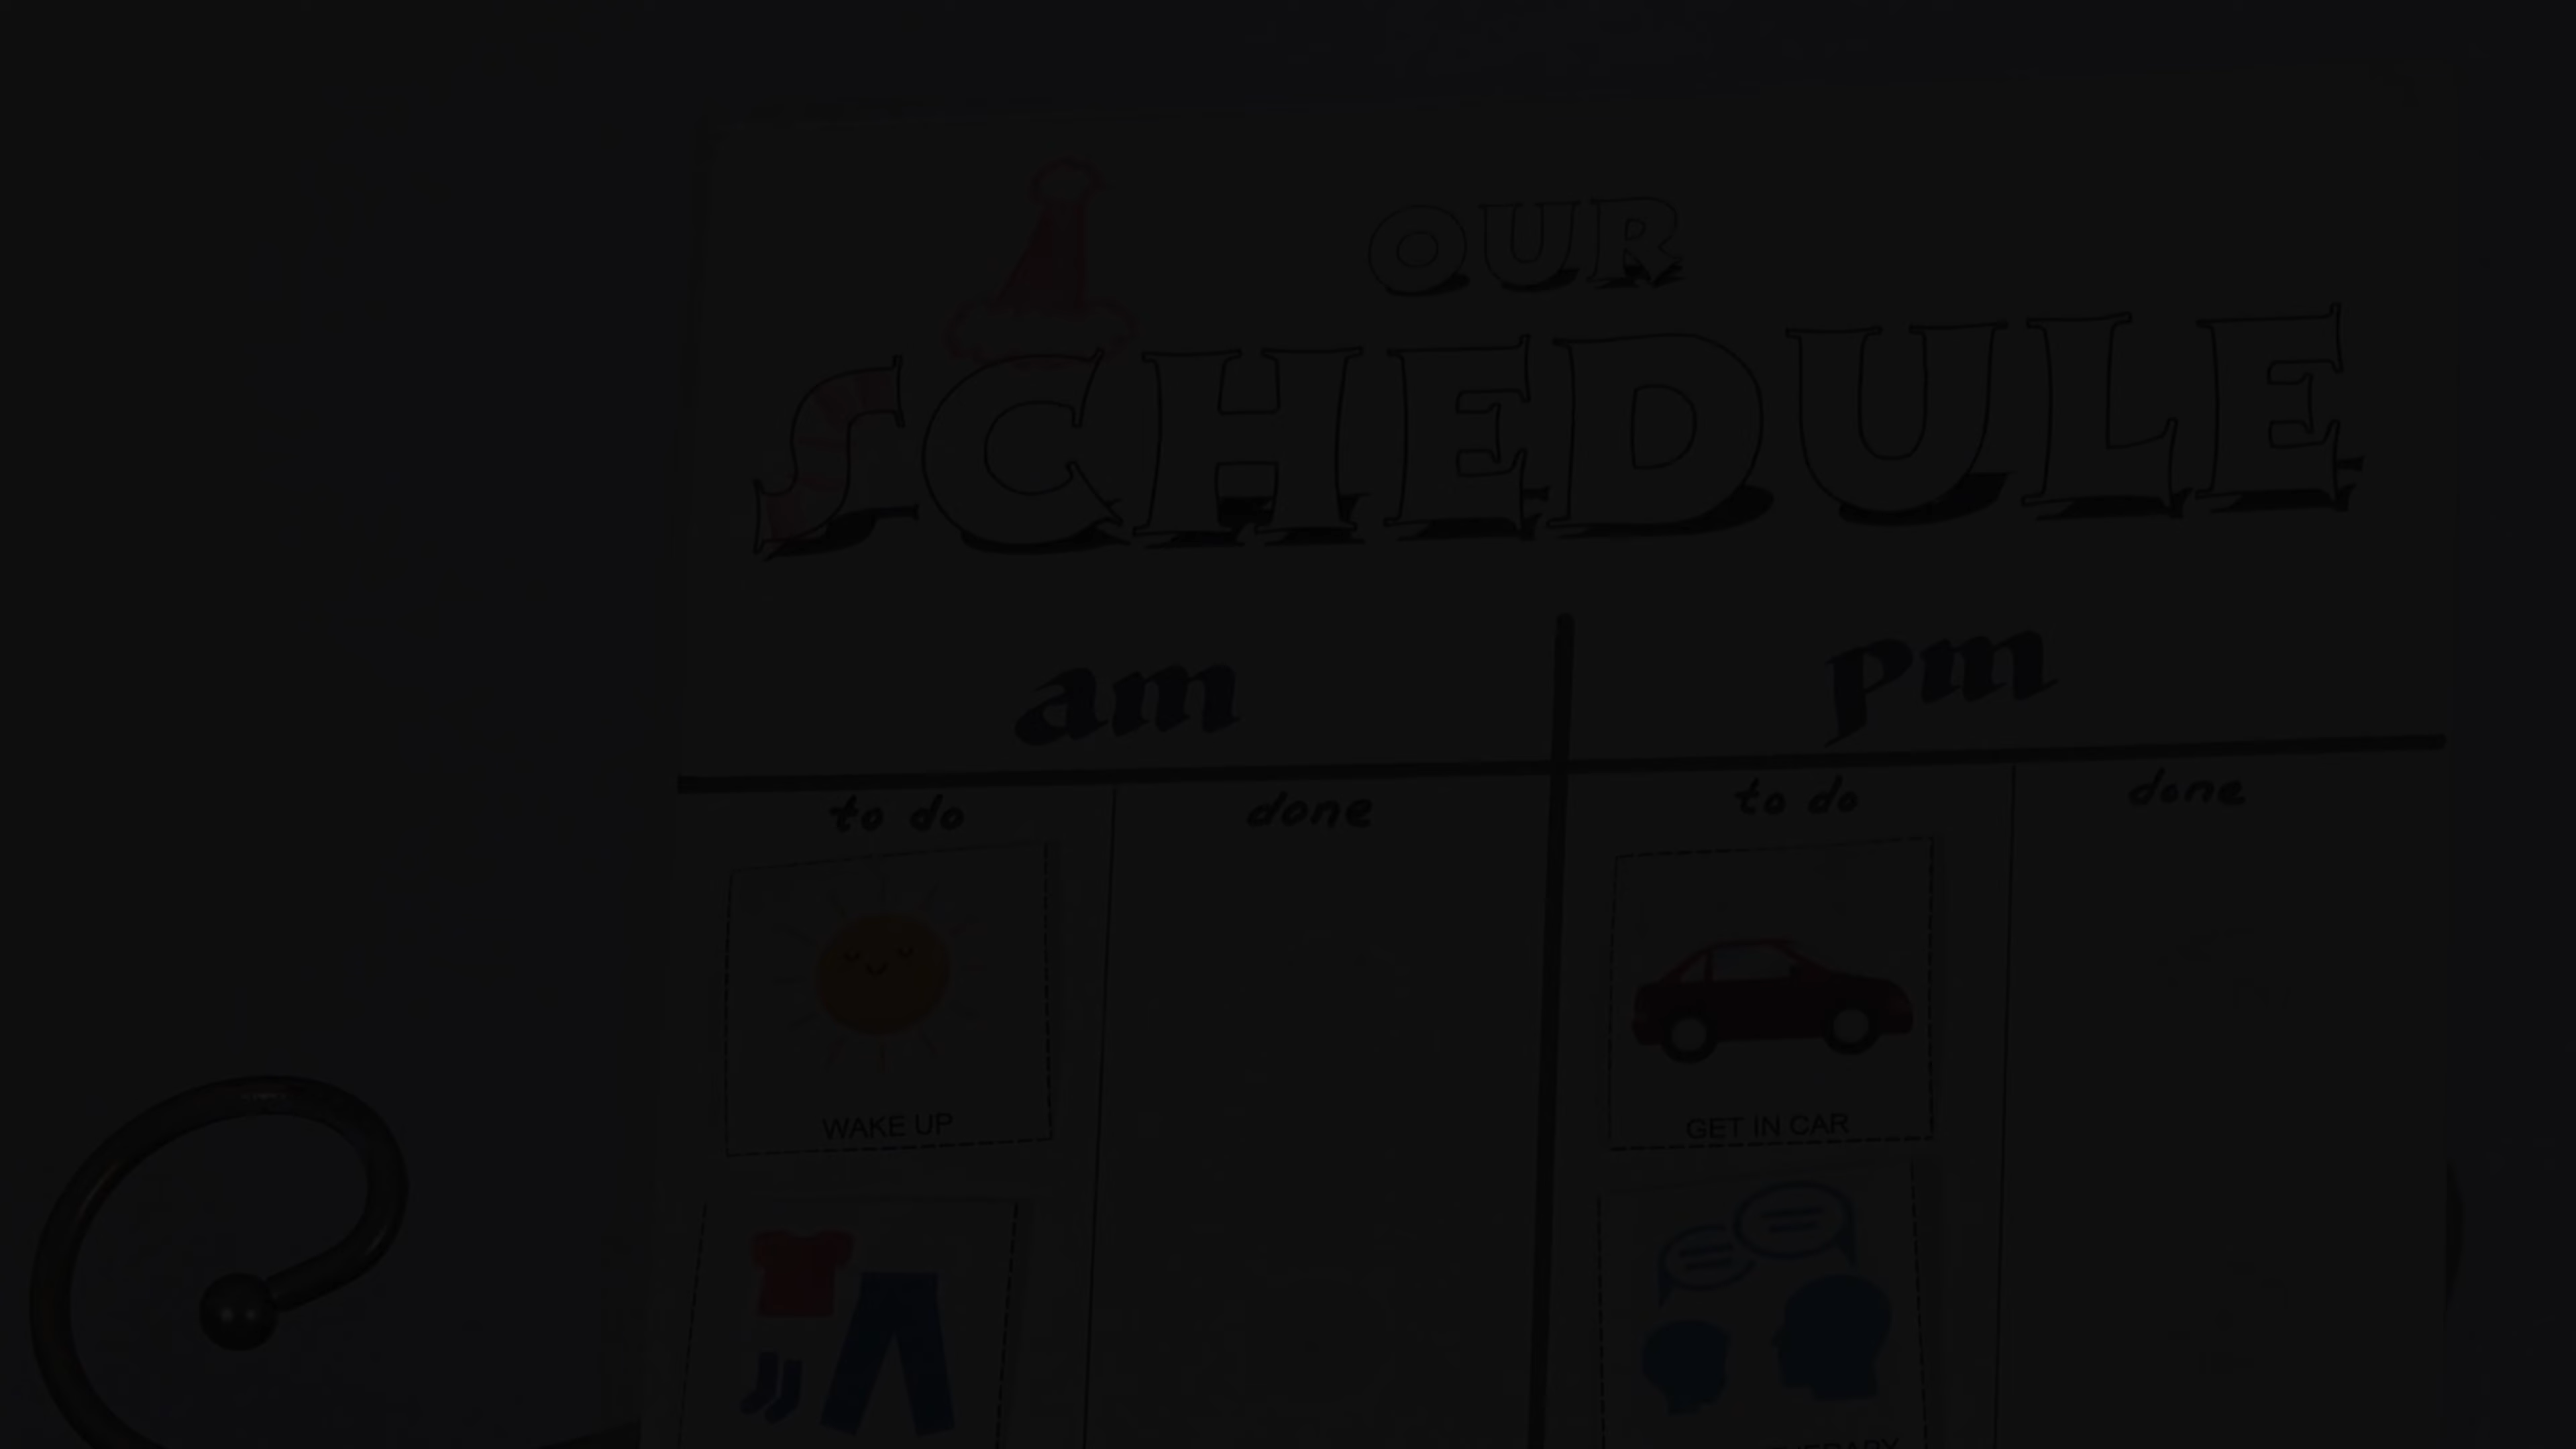 OUR
SCHEDULE
am pm
to do done to do done
WAKE UP GET IN CAR